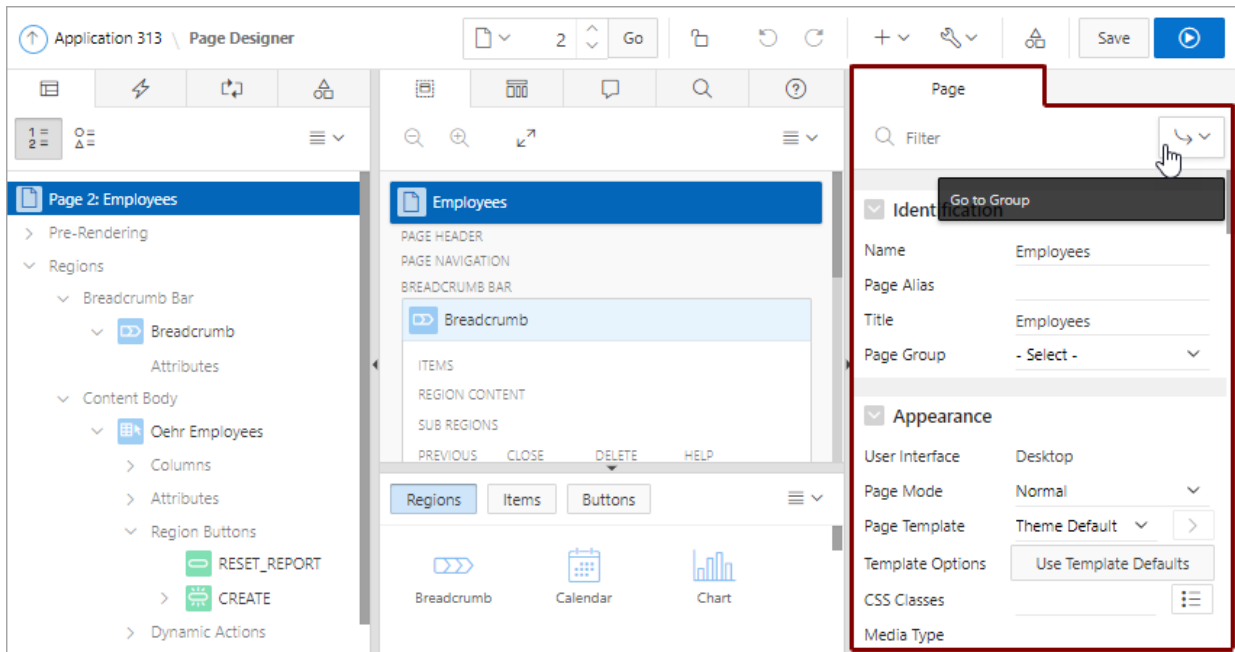 Application 313 \ Page Designer
2
Go
Save
1 =
2 =
Page 2: Employees
Pre-Rendering
Regions
Breadcrumb Bar
Breadcrumb
Attributes
Content Body
Oehr Employees
Columns
Attributes
Region Buttons
RESET_REPORT
CREATE
Dynamic Actions
Employees
PAGE HEADER
PAGE NAVIGATION
BREADCRUMB BAR
Breadcrumb
ITEMS
REGION CONTENT
SUB REGIONS
PREVIOUS CLOSE DELETE HELP
Regions Items Buttons
Breadcrumb Calendar Chart
Page
Filter
Go to Group
Identification
Name Employees
Page Alias
Title Employees
Page Group - Select -
Appearance
User Interface Desktop
Page Mode Normal
Page Template Theme Default
Template Options Use Template Defaults
CSS Classes
Media Type